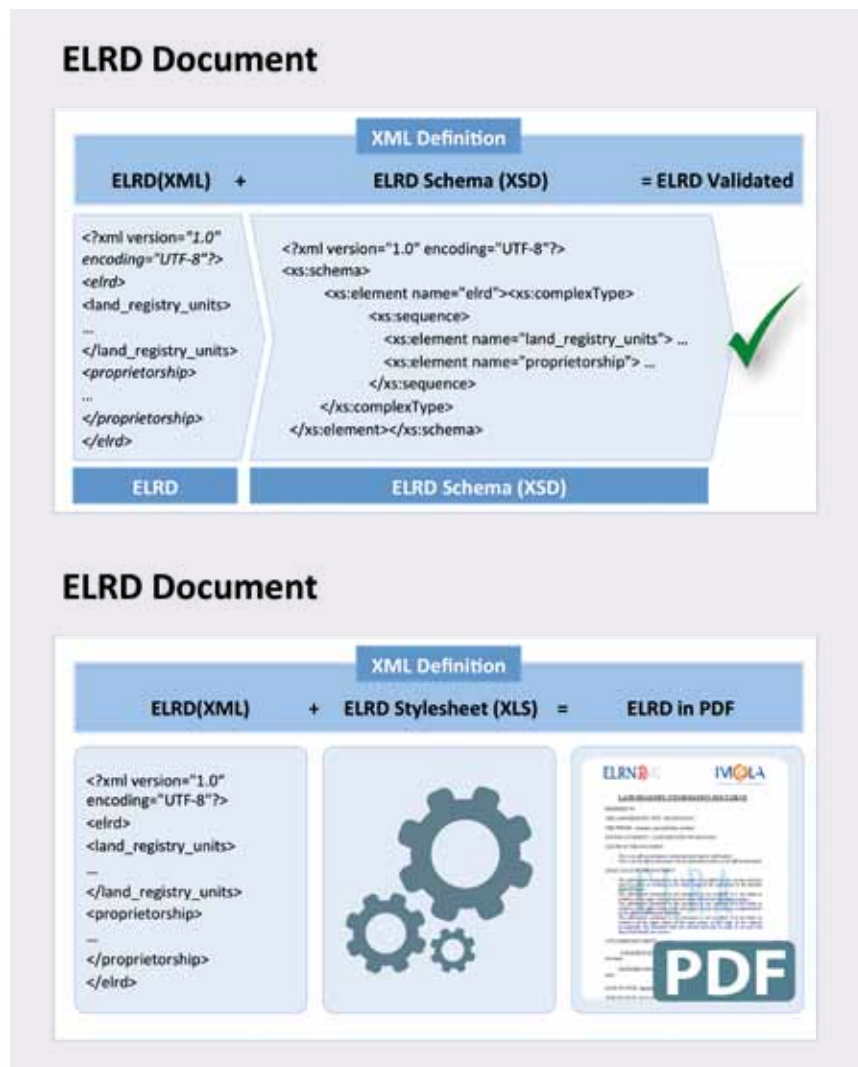 ELRD Document
XML Definition
ELRD(XML) + ELRD Schema (XSD) = ELRD Validated
<?xml version="1.0"
encoding="UTF-8"?>
<elrd>
<land_registry_units>
...
</land_registry_units>
<proprietorship>
...
</proprietorship>
</elrd>
<?xml version="1.0" encoding="UTF-8"?>
<xs:schema>
<xs:element name="elrd"><xs:complexType>
<xs:sequence>
<xs:element name="land_registry_units"> ...
<xs:element name="proprietorship"> ...
</xs:sequence>
</xs:complexType>
</xs:element></xs:schema>
ELRD
ELRD Schema (XSD)
ELRD Document
XML Definition
ELRD(XML) + ELRD Stylesheet (XLS) = ELRD in PDF
<?xml version="1.0"
encoding="UTF-8"?>
<elrd>
<land_registry_units>
...
</land_registry_units>
<proprietorship>
...
</proprietorship>
</elrd>
IMOLA
PDF